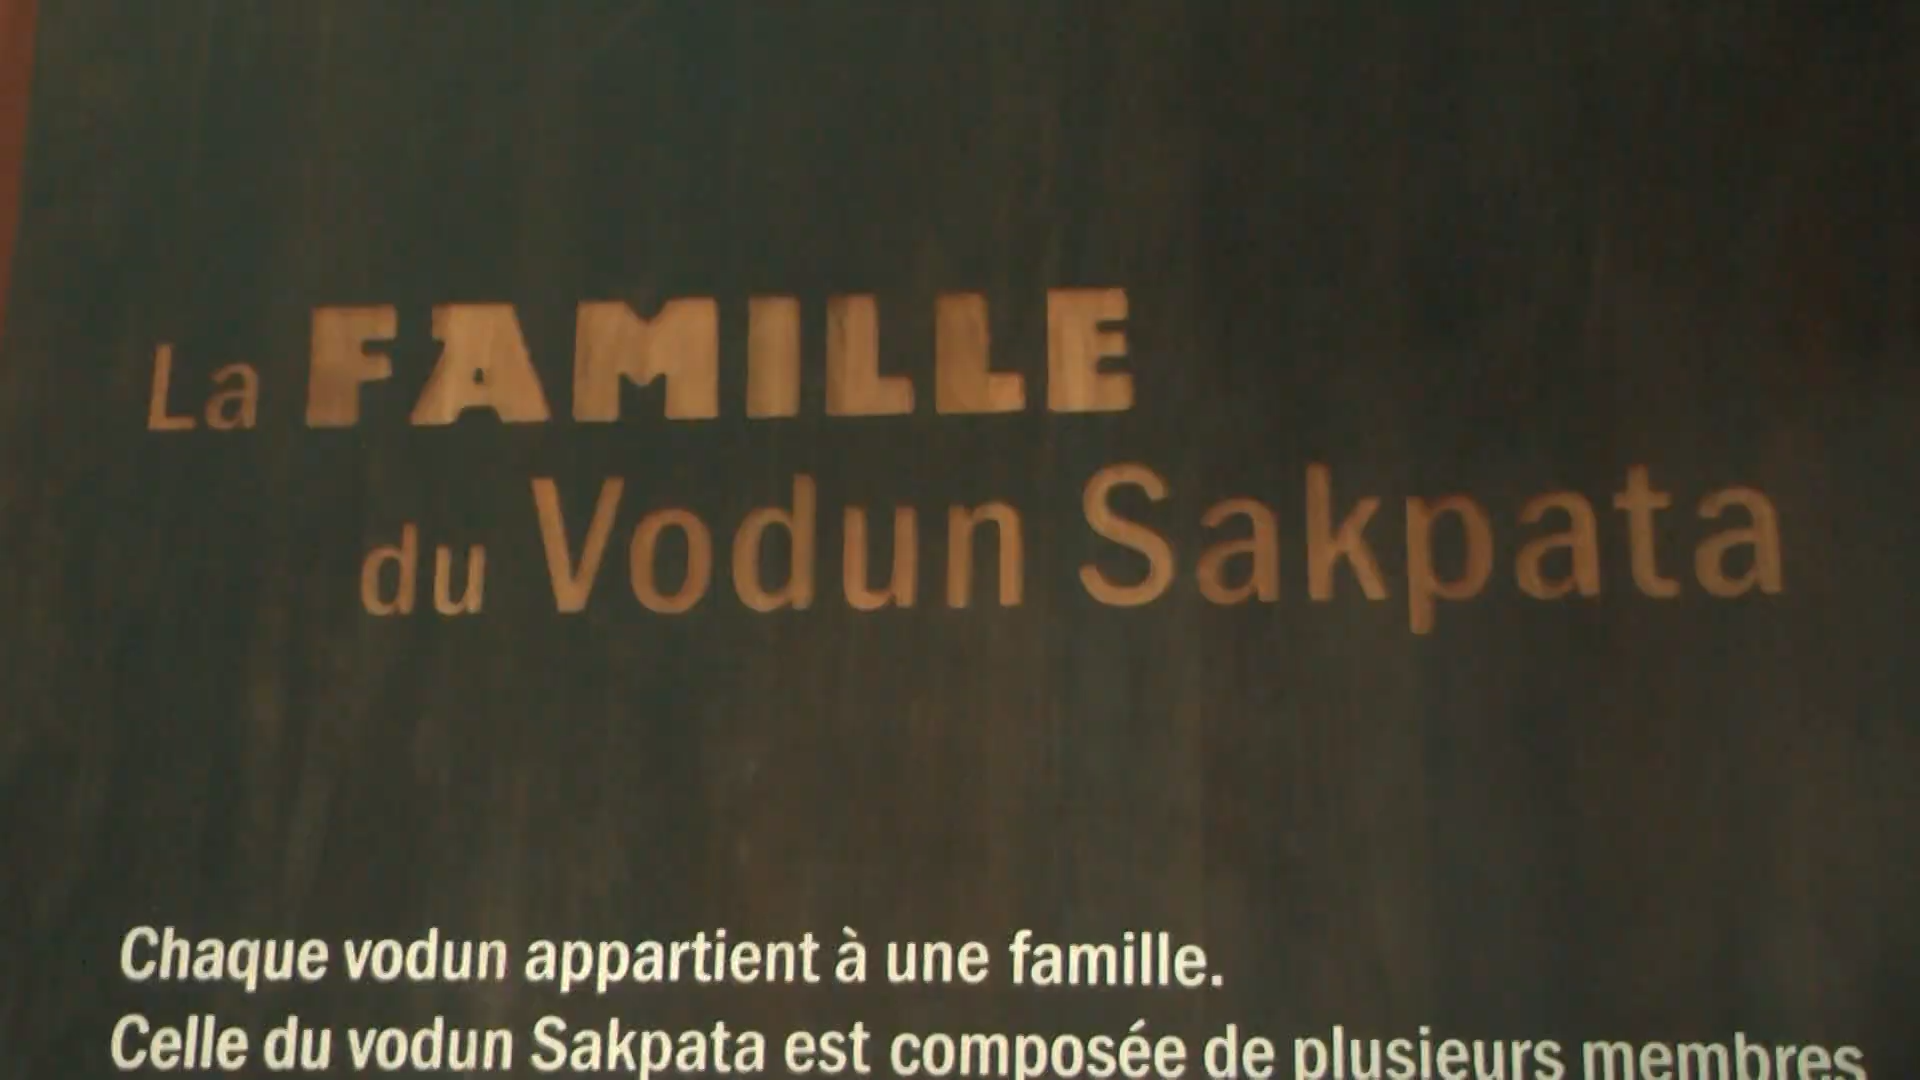 La FAMILLE
du Vodun Sakpata
Chaque vodun appartient à une famille.
Celle du vodun Sakpata est composée de plusieurs membres